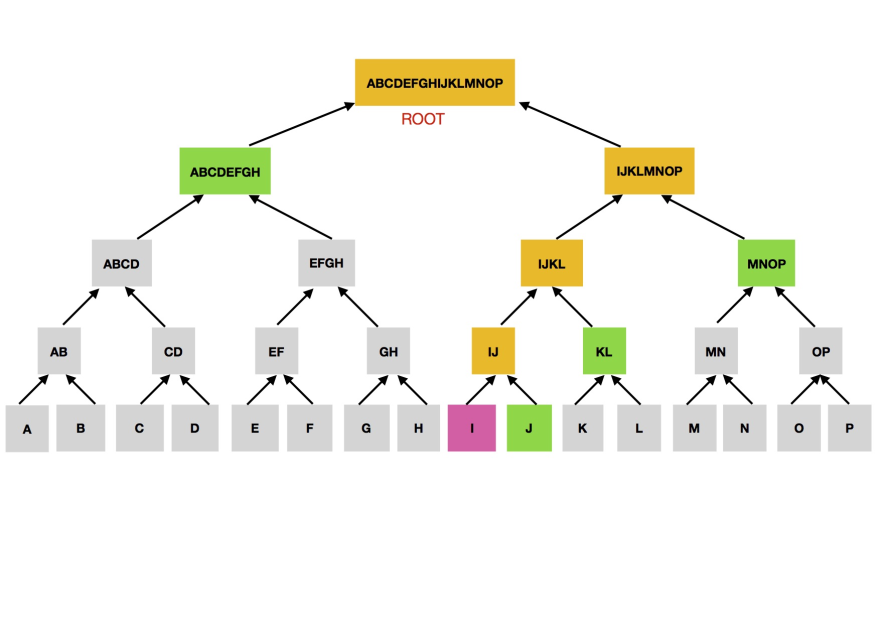 ABCDEFGHIJKLMNOP
ROOT
ABCDEFGH
IJKLMNOP
ABCD
EFGH
IJKL
MNOP
AB
CD
EF
GH
IJ
KL
MN
OP
A
B
C
D
E
F
G
H
I
J
K
L
M
N
O
P